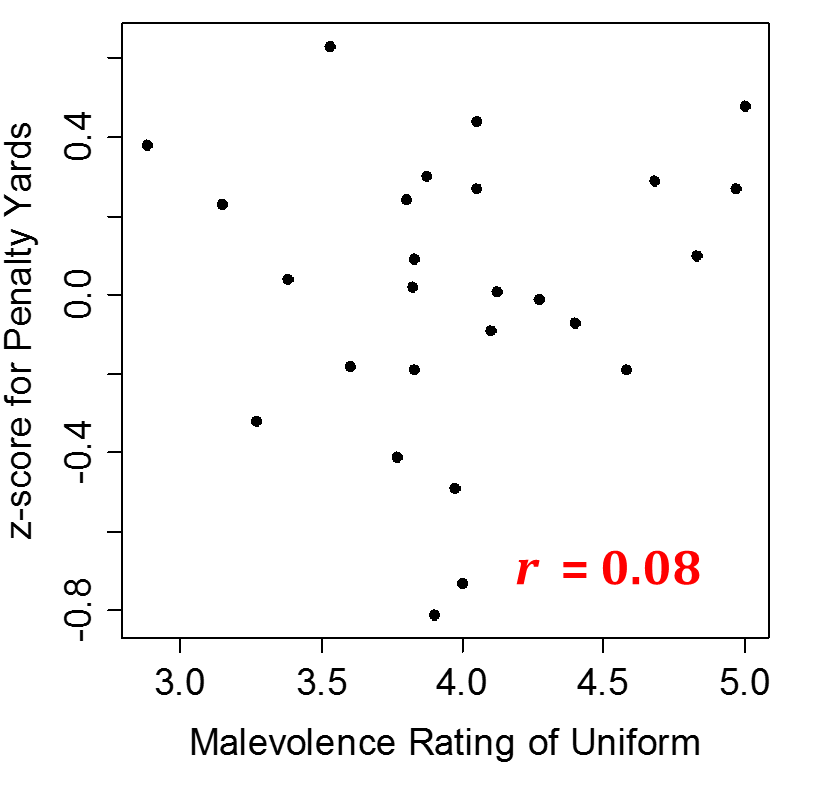 z-score for Penalty Yards
0.4
0.0
-0.4
-0.8
r = 0.08
3.0 3.5 4.0 4.5 5.0
Malevolence Rating of Uniform